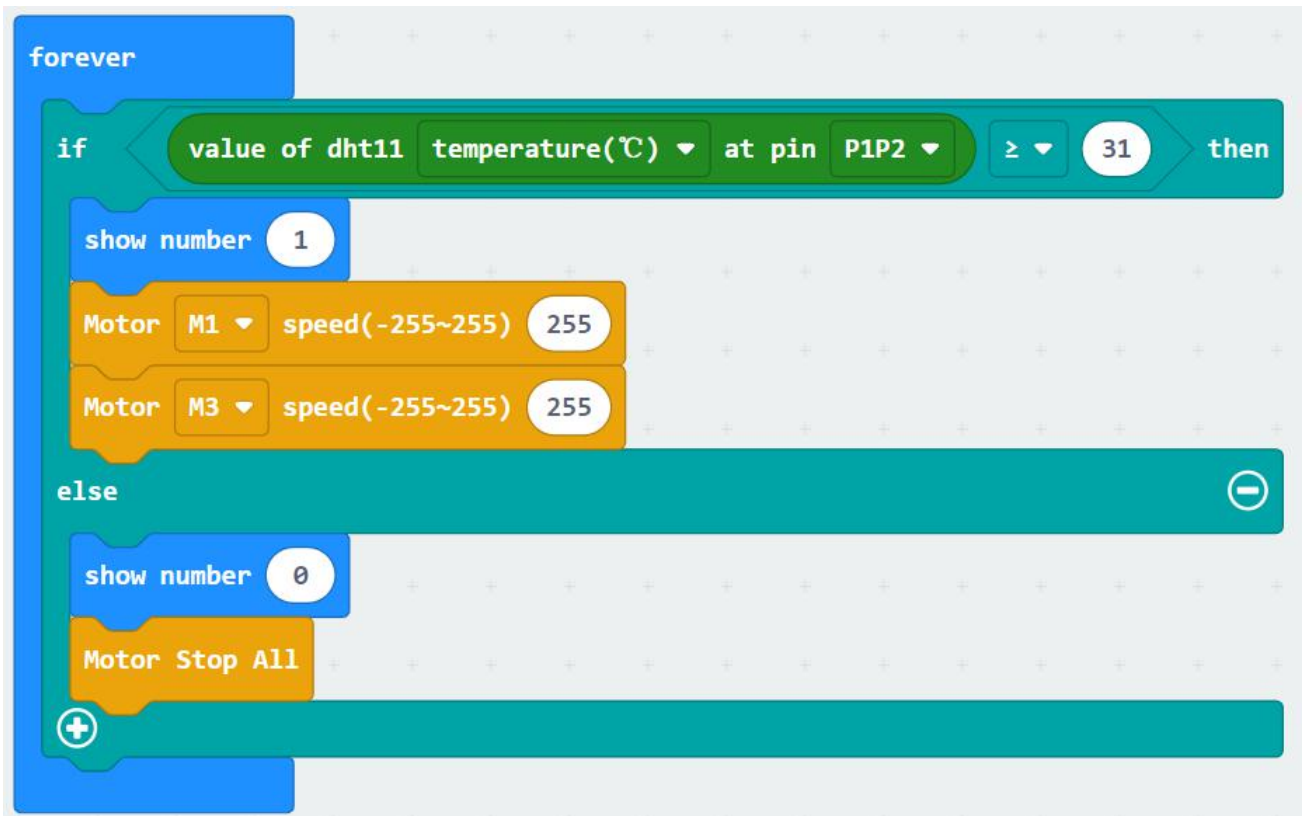 forever
if value of dht11 temperature(℃) at pin P1P2 ≥ 31 then
show number 1
Motor M1 speed(-255~255) 255
Motor M3 speed(-255~255) 255
else
show number 0
Motor Stop All